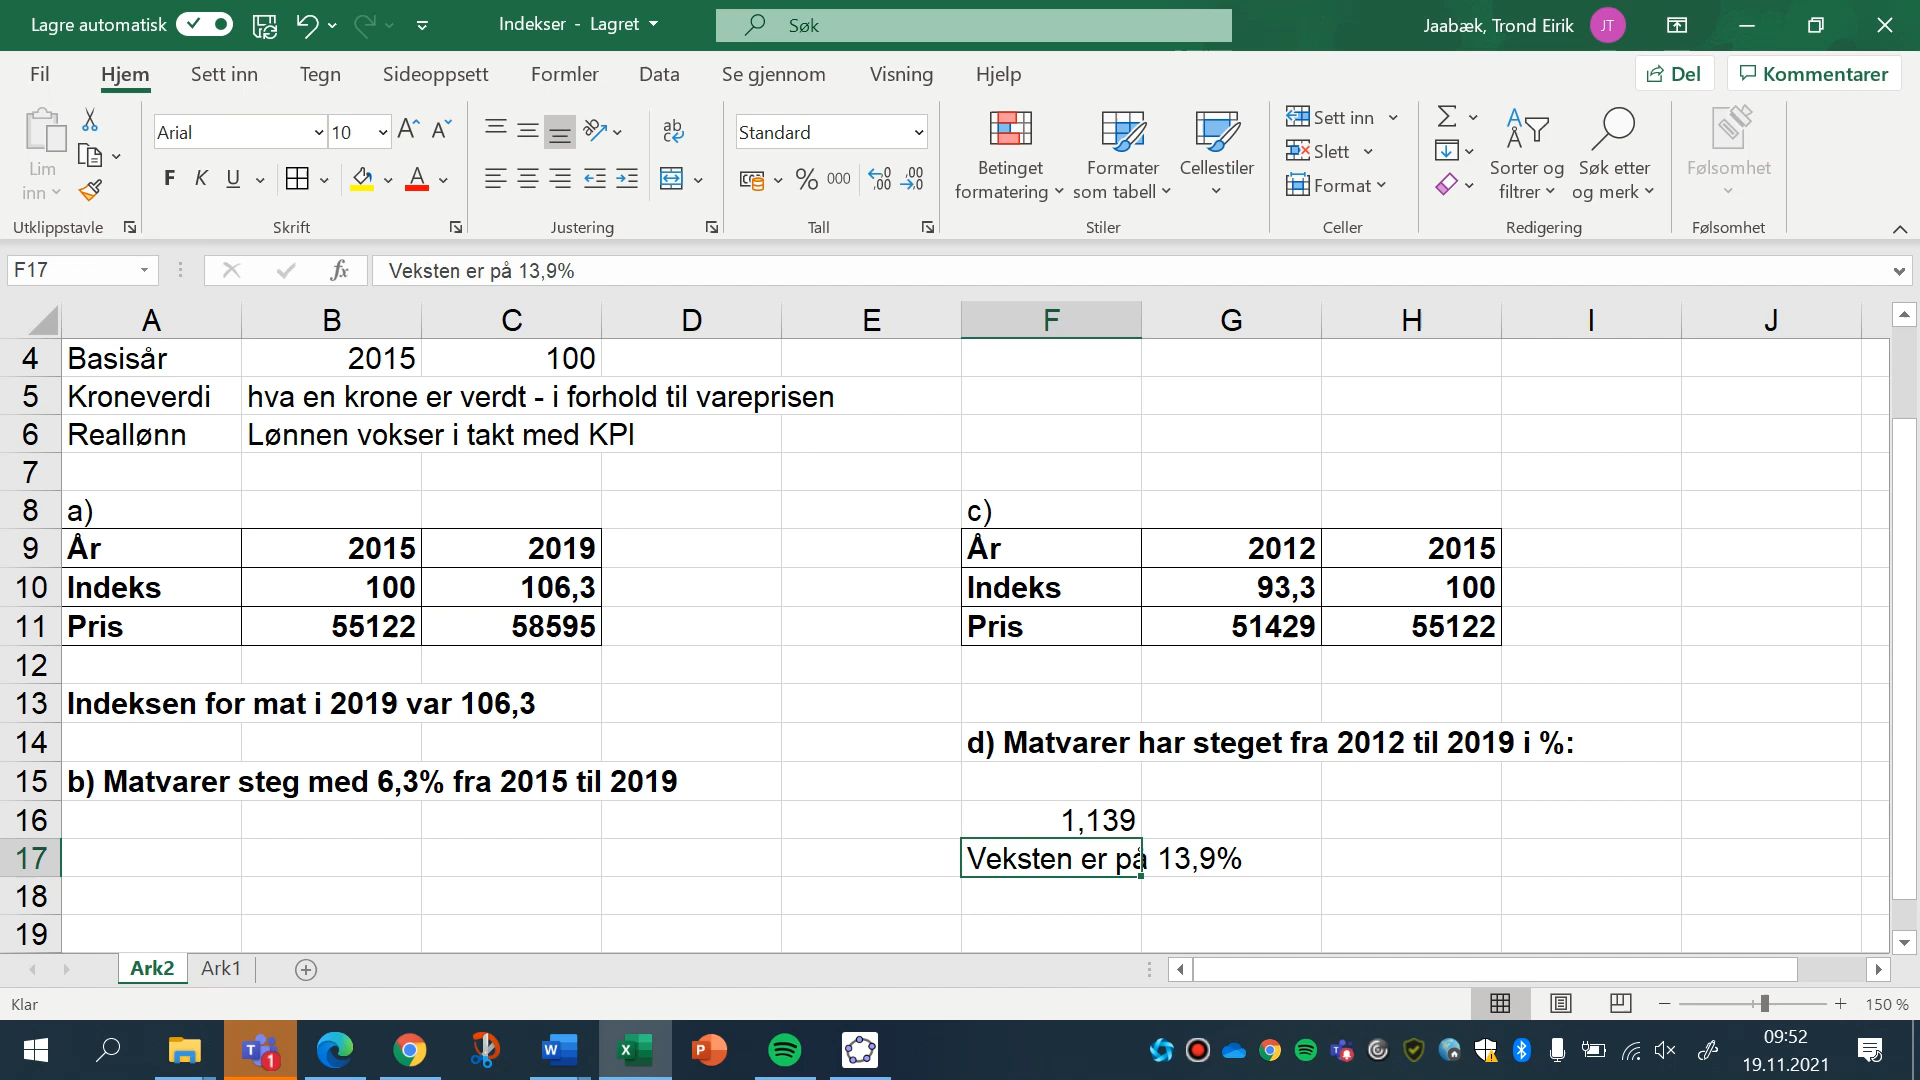 Lagre automatisk
Indekser - Lagret
Søk
Jaabæk, Trond Eirik
JT
Fil
Hjem
Sett inn
Tegn
Sideoppsett
Formler
Data
Se gjennom
Visning
Hjelp
Del
Kommentarer
Lim inn
Arial
10
F K U
Standard
000
Betinget formatering
Formater som tabell
Cellestiler
Sett inn
Slett
Format
Sorter og filtrer
Søk etter og merk
Følsomhet
Utklippstavle
Skrift
Justering
Tall
Stiler
Celler
Redigering
Følsomhet
F17
fx
Veksten er på 13,9%
A B C D E F G H I J
4 Basisår 2015 100
5 Kroneverdi hva en krone er verdt - i forhold til vareprisen
6 Reallønn Lønnen vokser i takt med KPI
7
8 a) c)
9 År 2015 2019 År 2012 2015
10 Indeks 100 106,3 Indeks 93,3 100
11 Pris 55122 58595 Pris 51429 55122
12
13 Indeksen for mat i 2019 var 106,3
14 d) Matvarer har steget fra 2012 til 2019 i %:
15 b) Matvarer steg med 6,3% fra 2015 til 2019
16 1,139
17 Veksten er på 13,9%
18
19
Ark2
Ark1
Klar
150 %
09:52
19.11.2021